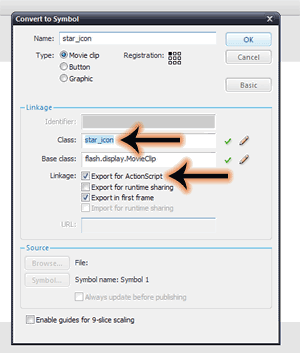 Convert to Symbol
Name: star_icon
OK
Type: Movie clip Registration:
Cancel
Button
Graphic
Basic
Linkage
Identifier:
Class: star_icon
Base class: flash.display.MovieClip
Linkage: Export for ActionScript
Export for runtime sharing
Export in first frame
Import for runtime sharing
URL:
Source
Browse... File:
Symbol... Symbol name: Symbol 1
Always update before publishing
Enable guides for 9-slice scaling